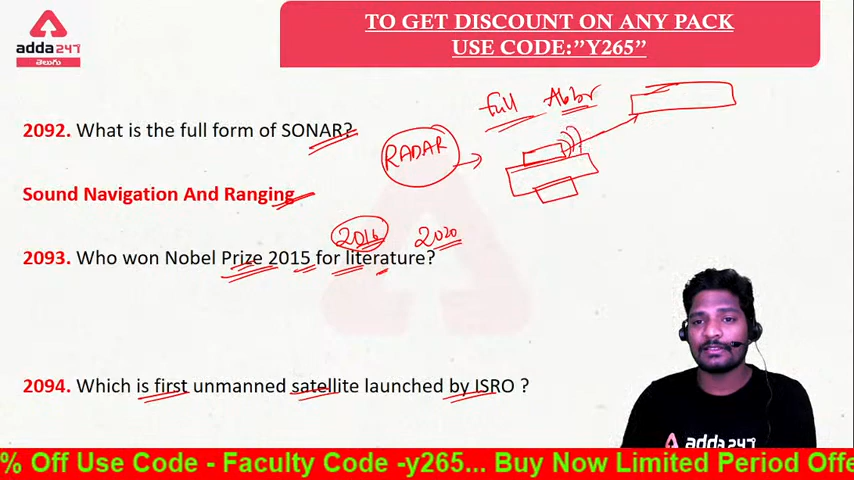 TO GET DISCOUNT ON ANY PACK
USE CODE:”Y265”
adda247
తెలుగు
full Abbr
2092. What is the full form of SONAR?
RADAR
Sound Navigation And Ranging
2016 2020
2093. Who won Nobel Prize 2015 for literature?
2094. Which is first unmanned satellite launched by ISRO ?
adda247
% Off Use Code - Faculty Code -y265... Buy Now Limited Period Offe